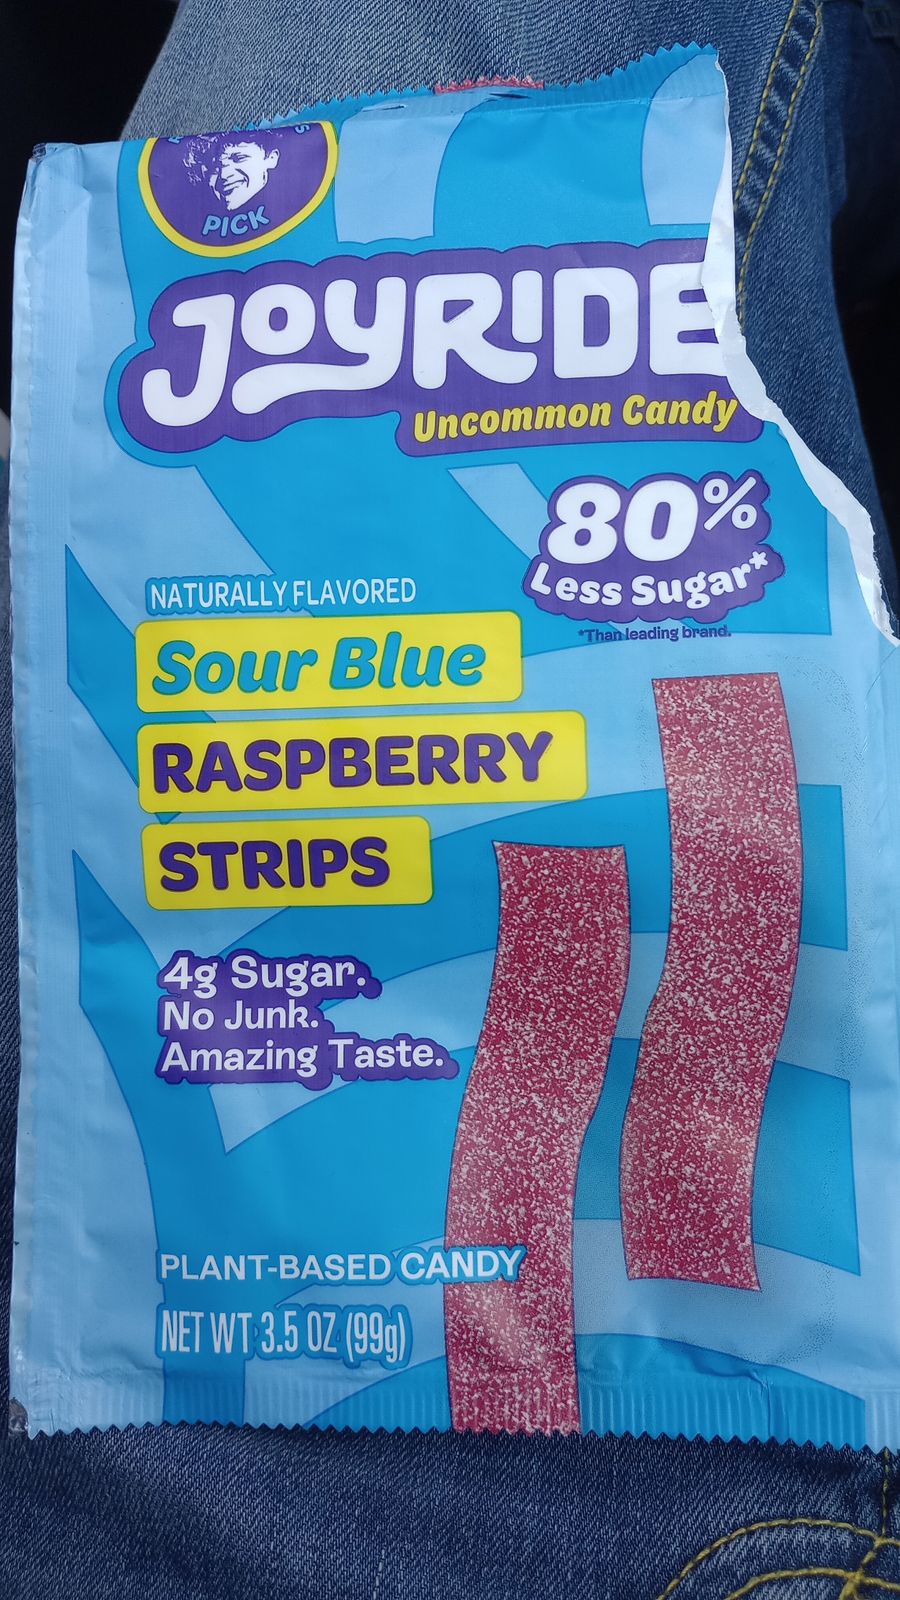 PICK
JOYRIDE
Uncommon Candy
80%
Less Sugar*
*Than leading brand.
NATURALLY FLAVORED
Sour Blue
RASPBERRY
STRIPS
4g Sugar.
No Junk.
Amazing Taste.
PLANT-BASED CANDY
NET WT 3.5 OZ (99g)